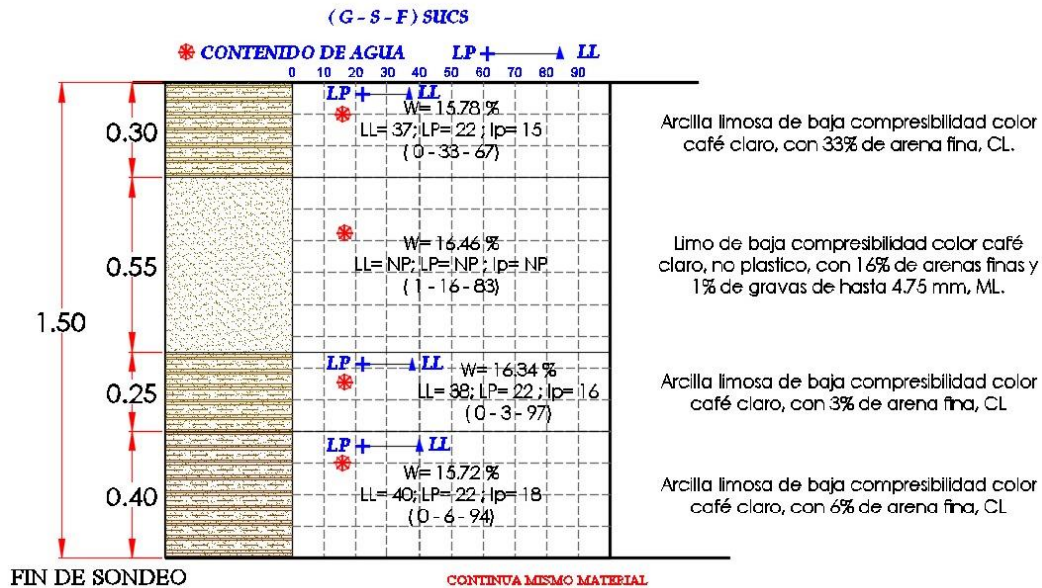 ( G - S - F ) SUCS
CONTENIDO DE AGUA LP LL
0 10 20 30 40 50 60 70 80 90
LP LL
W= 15.78 %
LL= 37; LP= 22 ; Ip= 15
( 0 - 33 - 67)
0.30
Arcilla limosa de baja compresibilidad color
café claro, con 33% de arena fina, CL.
W= 16.46 %
LL= NP; LP= NP ; Ip= NP
( 1 - 16 - 83)
0.55
Limo de baja compresibilidad color café
claro, no plastico, con 16% de arenas finas y
1% de gravas de hasta 4.75 mm, ML.
1.50
LP LL
W= 16.34 %
LL= 38; LP= 22 ; Ip= 16
(0 - 3 - 97)
0.25
Arcilla limosa de baja compresibilidad color
café claro, con 3% de arena fina, CL
LP LL
W= 15.72 %
LL= 40; LP= 22 ; Ip= 18
( 0 - 6 - 94)
0.40
Arcilla limosa de baja compresibilidad color
café claro, con 6% de arena fina, CL
FIN DE SONDEO
CONTINUA MISMO MATERIAL